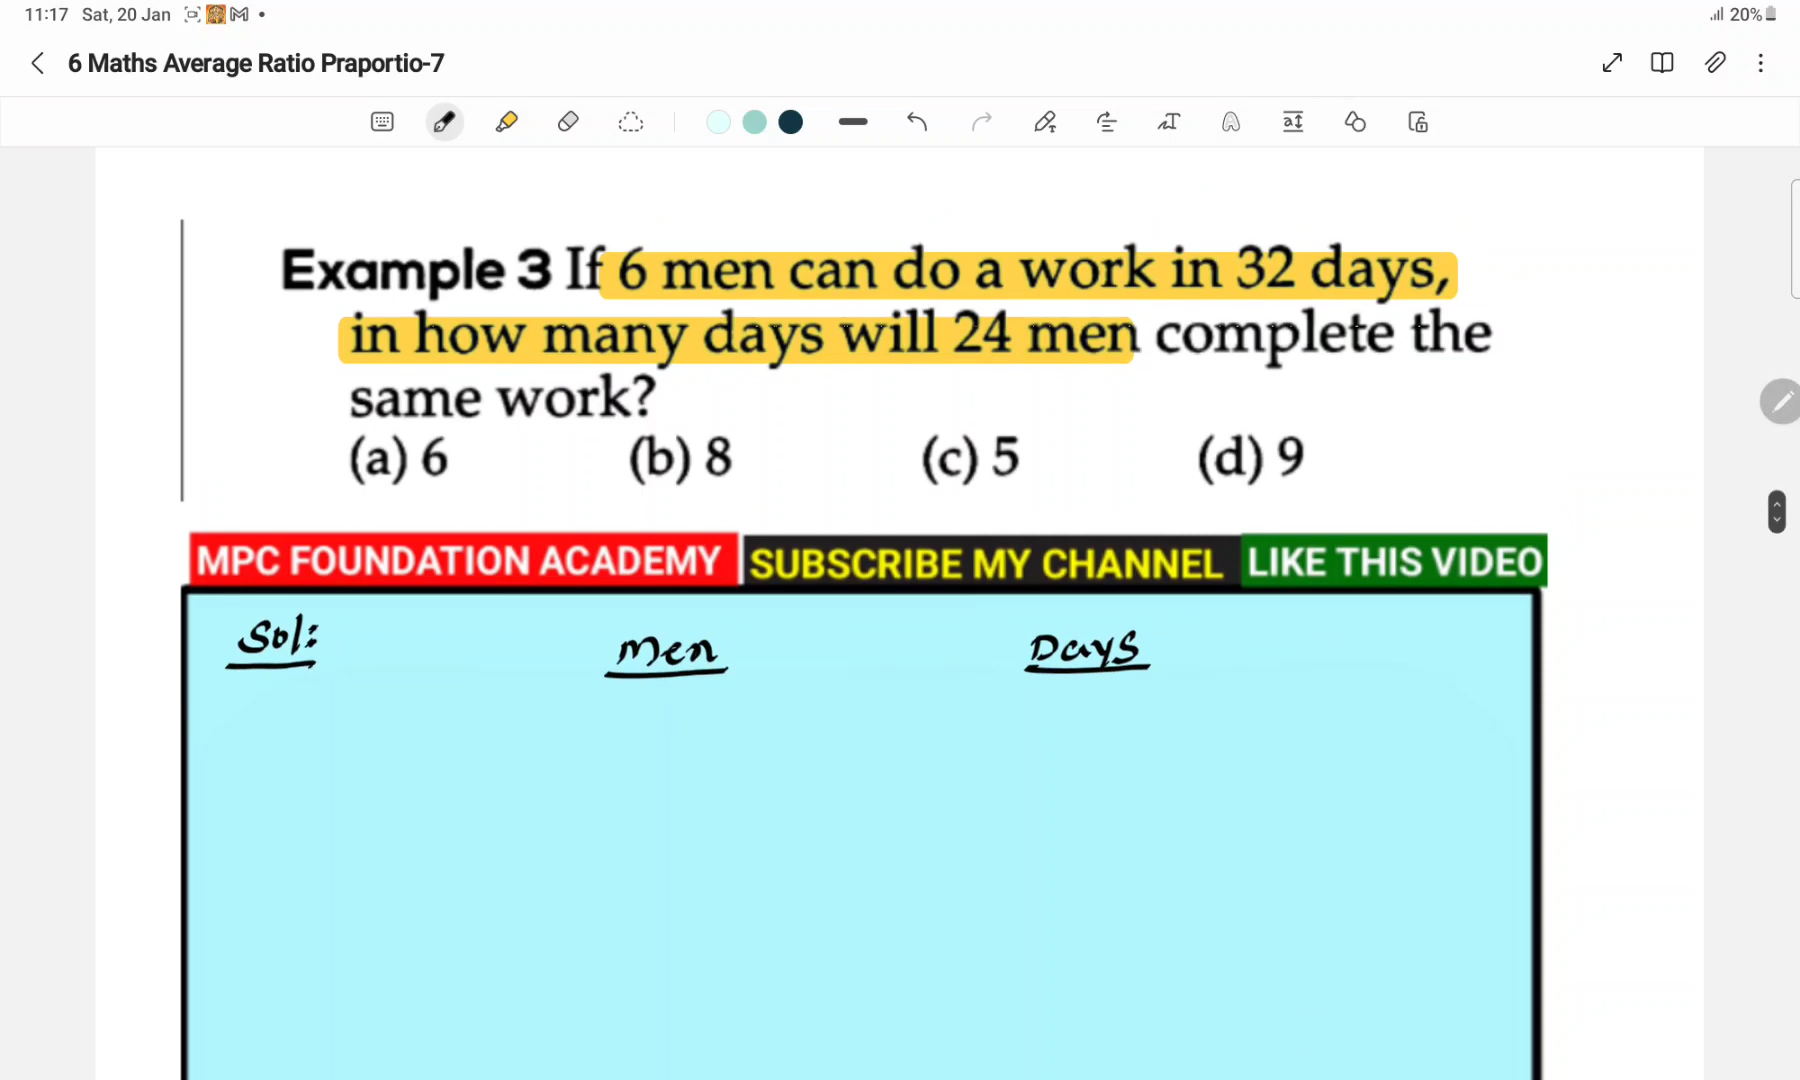 11:17 Sat, 20 Jan 20%
6 Maths Average Ratio Praportio-7
Example 3 If 6 men can do a work in 32 days,
in how many days will 24 men complete the
same work?
(a) 6 (b) 8 (c) 5 (d) 9
MPC FOUNDATION ACADEMY SUBSCRIBE MY CHANNEL LIKE THIS VIDEO
Sol: Men Days